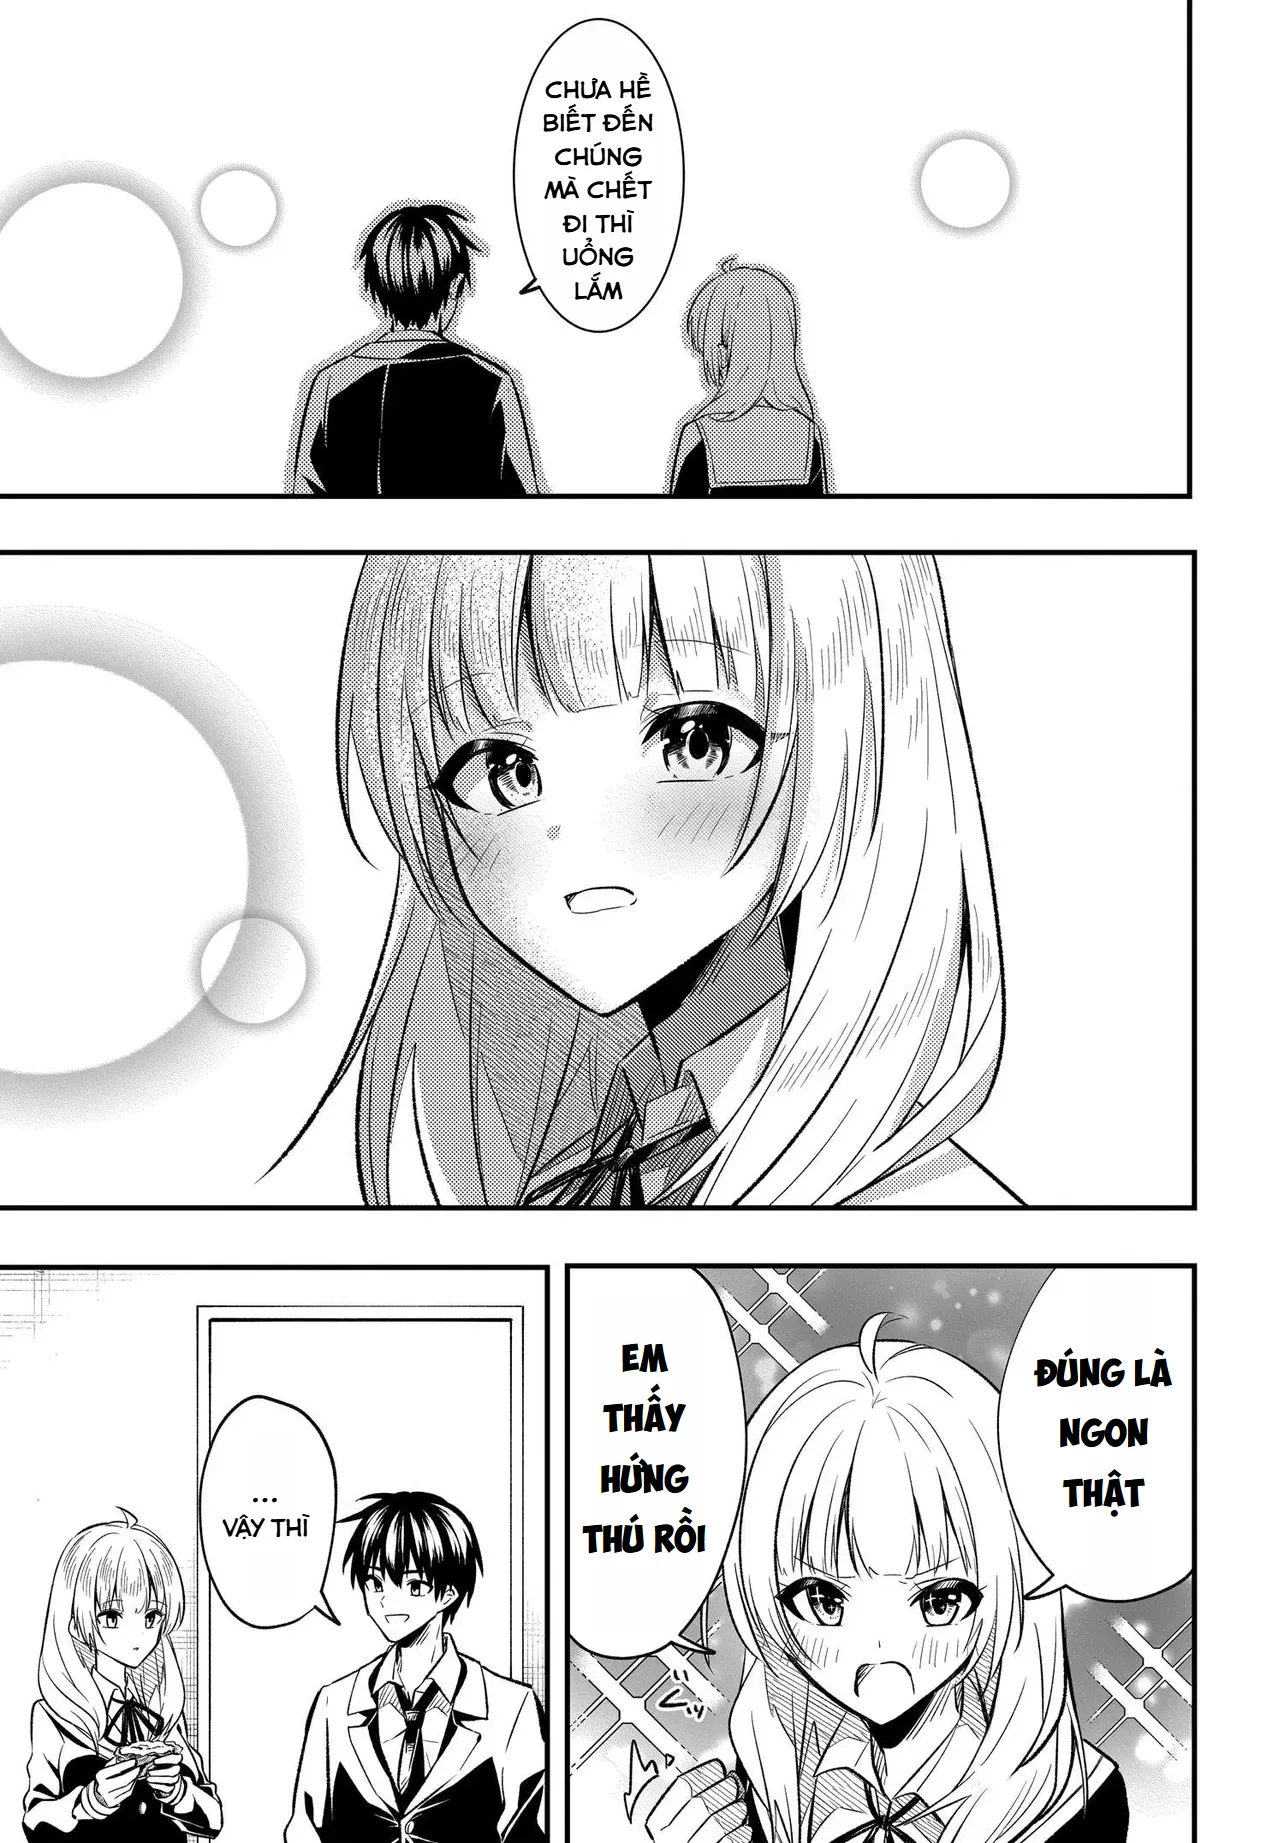 CHƯA HỀ
BIẾT ĐẾN
CHÚNG
MÀ CHẾT
ĐI THÌ
UỔNG
LẮM
ĐÚNG LÀ
NGON
THẬT
EM
THẤY
HỨNG
THÚ RỒI
...
VẬY THÌ